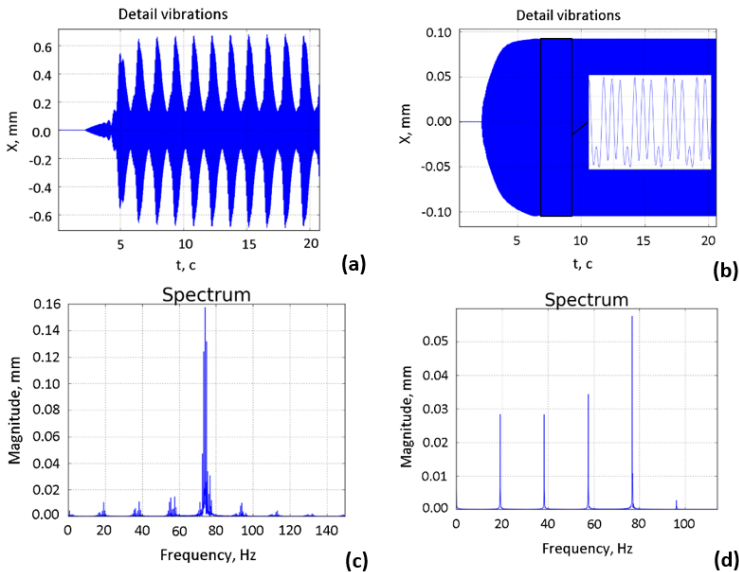 Detail vibrations
X, mm
0.6
0.4
0.2
0.0
-0.2
-0.4
-0.6
5 10 15 20
t, c
(a)
Detail vibrations
X, mm
0.10
0.05
0.00
-0.05
-0.10
5 10 15 20
t, c
(b)
Spectrum
Magnitude, mm
0.16
0.14
0.12
0.10
0.08
0.06
0.04
0.02
0.00
0 20 40 60 80 100 120 140
Frequency, Hz
(c)
Spectrum
Magnitude, mm
0.05
0.04
0.03
0.02
0.01
0.00
0 20 40 60 80 100
Frequency, Hz
(d)